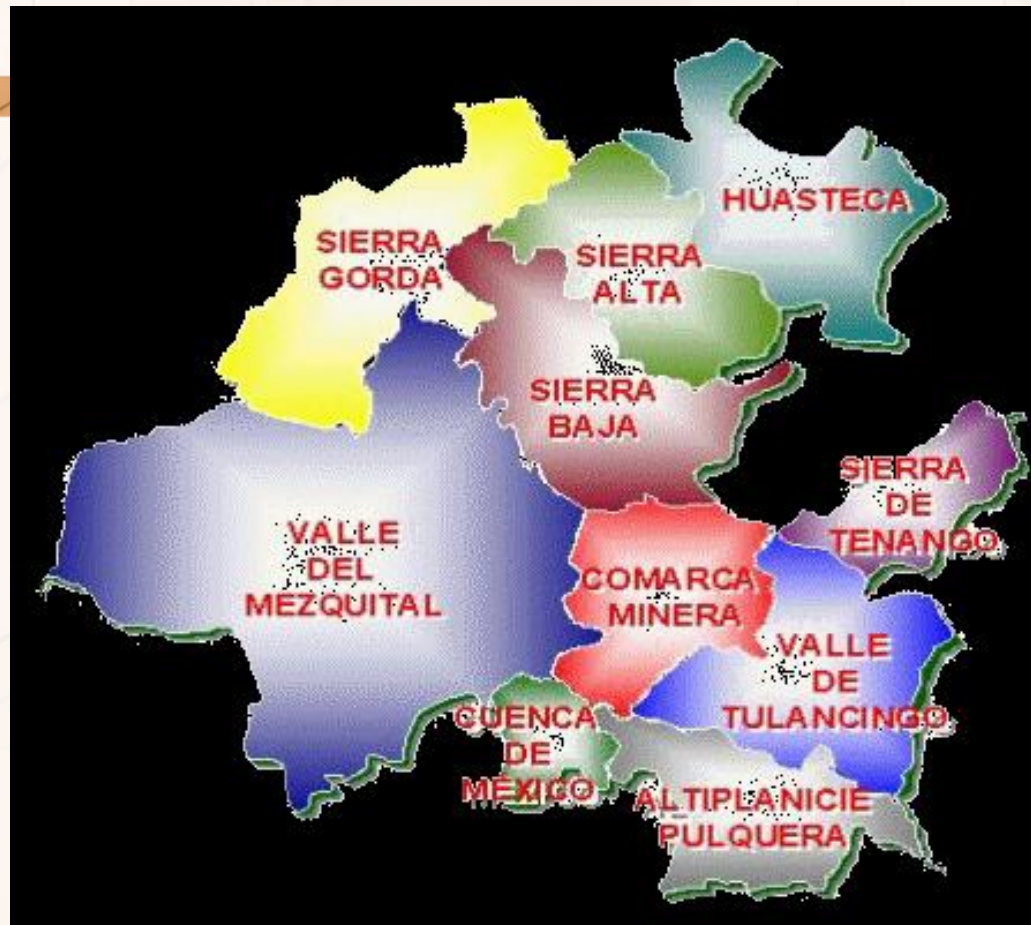 HUASTECA
SIERRA
GORDA
SIERRA
ALTA
SIERRA
BAJA
SIERRA
DE
TENANGO
VALLE
DEL
MEZQUITAL
COMARCA
MINERA
VALLE
DE
TULANCINGO
CUENCA
DE
MÉXICO
ALTIPLANICIE
PULQUERA